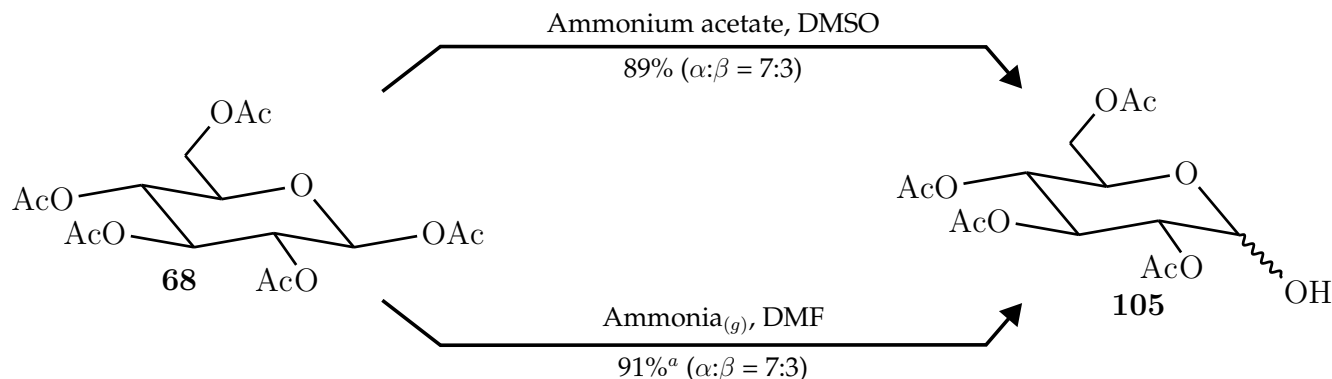 Ammonium acetate, DMSO
89% (α:β = 7:3)
OAc
O
AcO
AcO
OAc
AcO
68
OAc
O
AcO
AcO
AcO
OH
105
Ammonia(g), DMF
91%a (α:β = 7:3)